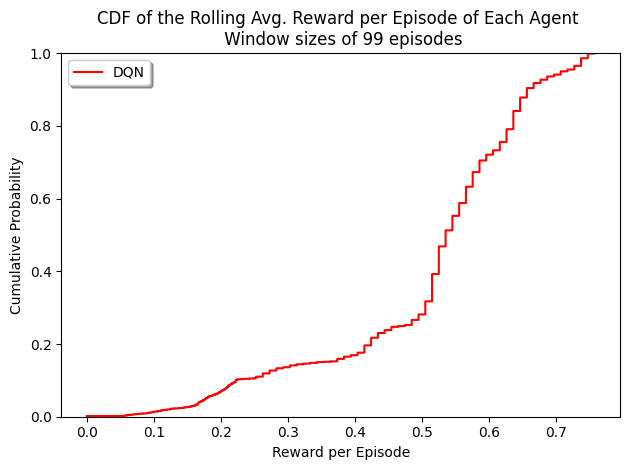 CDF of the Rolling Avg. Reward per Episode of Each Agent
Window sizes of 99 episodes
DQN
Cumulative Probability
1.0
0.8
0.6
0.4
0.2
0.0
0.0 0.1 0.2 0.3 0.4 0.5 0.6 0.7
Reward per Episode